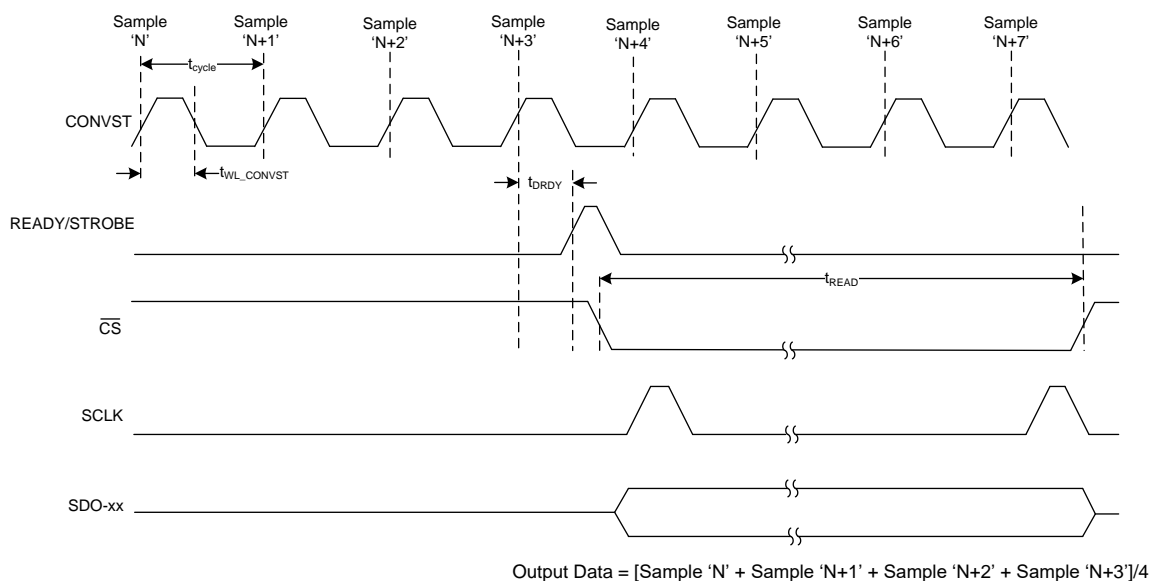 Sample Sample Sample Sample Sample Sample Sample Sample
‘N’ ‘N+1’ ‘N+2’ ‘N+3’ ‘N+4’ ‘N+5’ ‘N+6’ ‘N+7’
tcycle
CONVST
tWL_CONVST
tDRDY
READY/STROBE
tREAD
CS
SCLK
SDO-xx
Output Data = [Sample ‘N’ + Sample ‘N+1’ + Sample ‘N+2’ + Sample ‘N+3’]/4